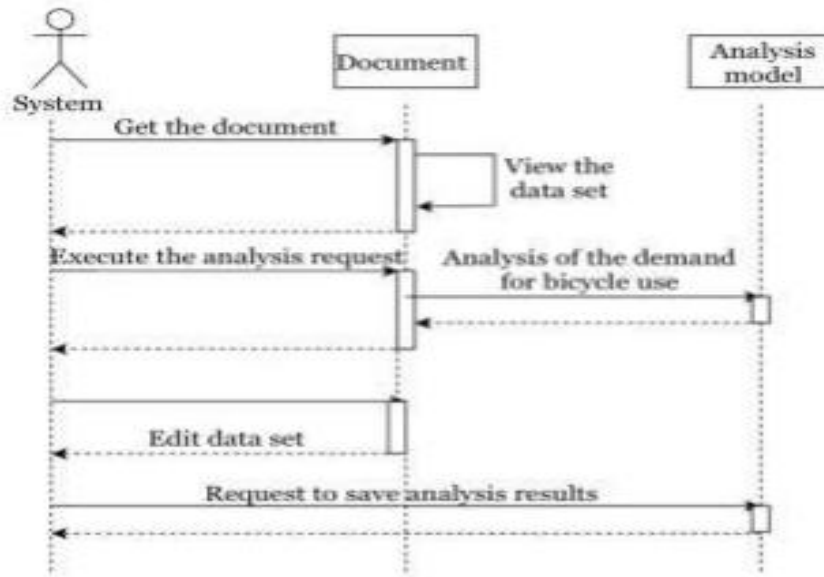 System
Document
Analysis
model
Get the document
View the
data set
Execute the analysis request
Analysis of the demand
for bicycle use
Edit data set
Request to save analysis results